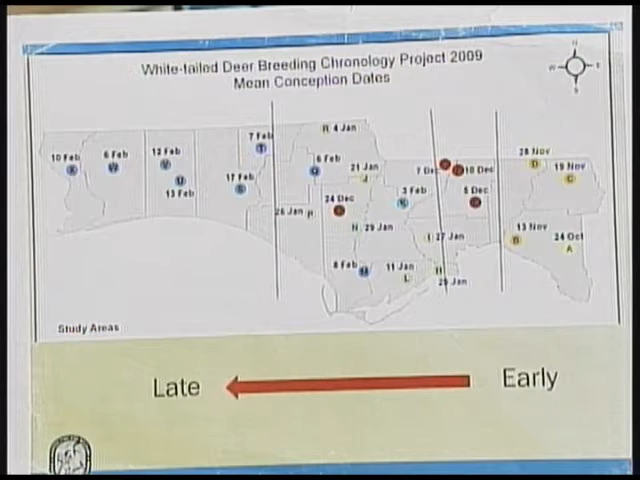 White-tailed Deer Breeding Chronology Project 2009
Mean Conception Dates
N
W E
S
7 Feb
R 4 Jan
10 Feb
6 Feb
12 Feb
6 Feb
21 Jan
7 Dec
10 Dec
28 Nov
19 Nov
X
W
V
T
Q
J
D
C
U
13 Feb
17 Feb
S
24 Dec
3 Feb
K
5 Dec
26 Jan P
N 29 Jan
I 27 Jan
13 Nov
B
24 Oct
A
8 Feb
M
11 Jan
L
H
29 Jan
Study Areas
Late
Early